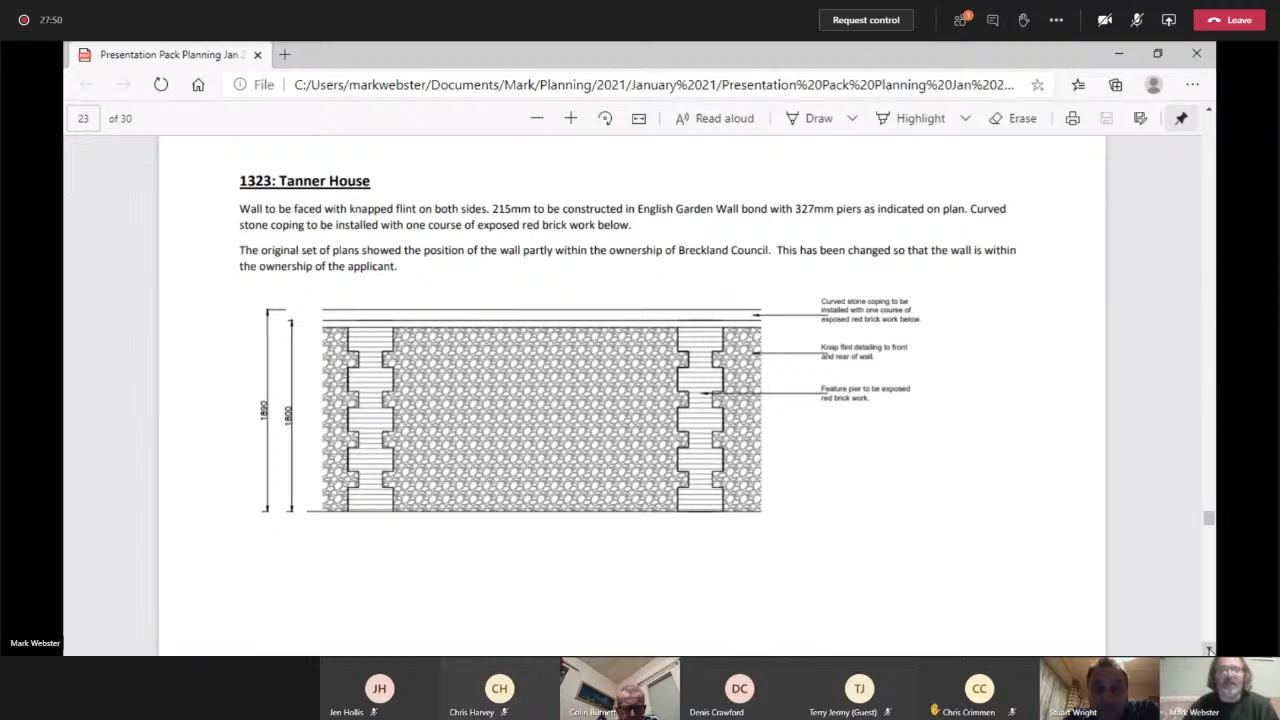 27:50
Request control
1
Leave
Presentation Pack Planning Jan 2
File
C:/Users/markwebster/Documents/Mark/Planning/2021/January%2021/Presentation%20Pack%20Planning%20Jan%202...
23 of 30
Read aloud
Draw
Highlight
Erase
1323: Tanner House
Wall to be faced with knapped flint on both sides. 215mm to be constructed in English Garden Wall bond with 327mm piers as indicated on plan. Curved
stone coping to be installed with one course of exposed red brick work below.
The original set of plans showed the position of the wall partly within the ownership of Breckland Council. This has been changed so that the wall is within
the ownership of the applicant.
Curved stone coping to be
installed with one course of
exposed red brick work below.
Knap flint detailing to front
and rear of wall.
Feature pier to be exposed
red brick work.
1890
1800
Mark Webster
JH
CH
DC
TJ
CC
Jen Hollis
Chris Harvey
Colin Burnett
Denis Crawford
Terry Jermy (Guest)
Chris Crimmen
Stuart Wright
Mark Webster